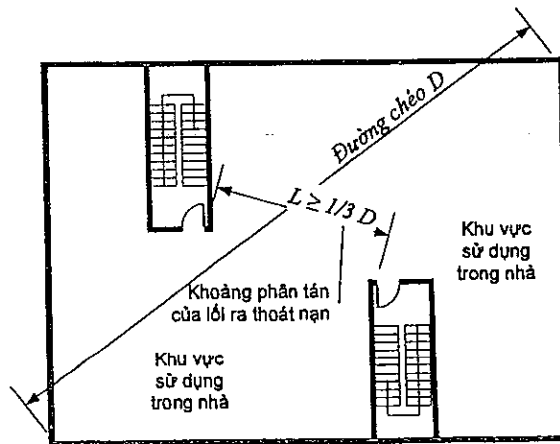 Đường chéo D
L ≥ 1/3 D
Khu vực
sử dụng
trong nhà
Khoảng phân tán
của lối ra thoát nạn
Khu vực
sử dụng
trong nhà